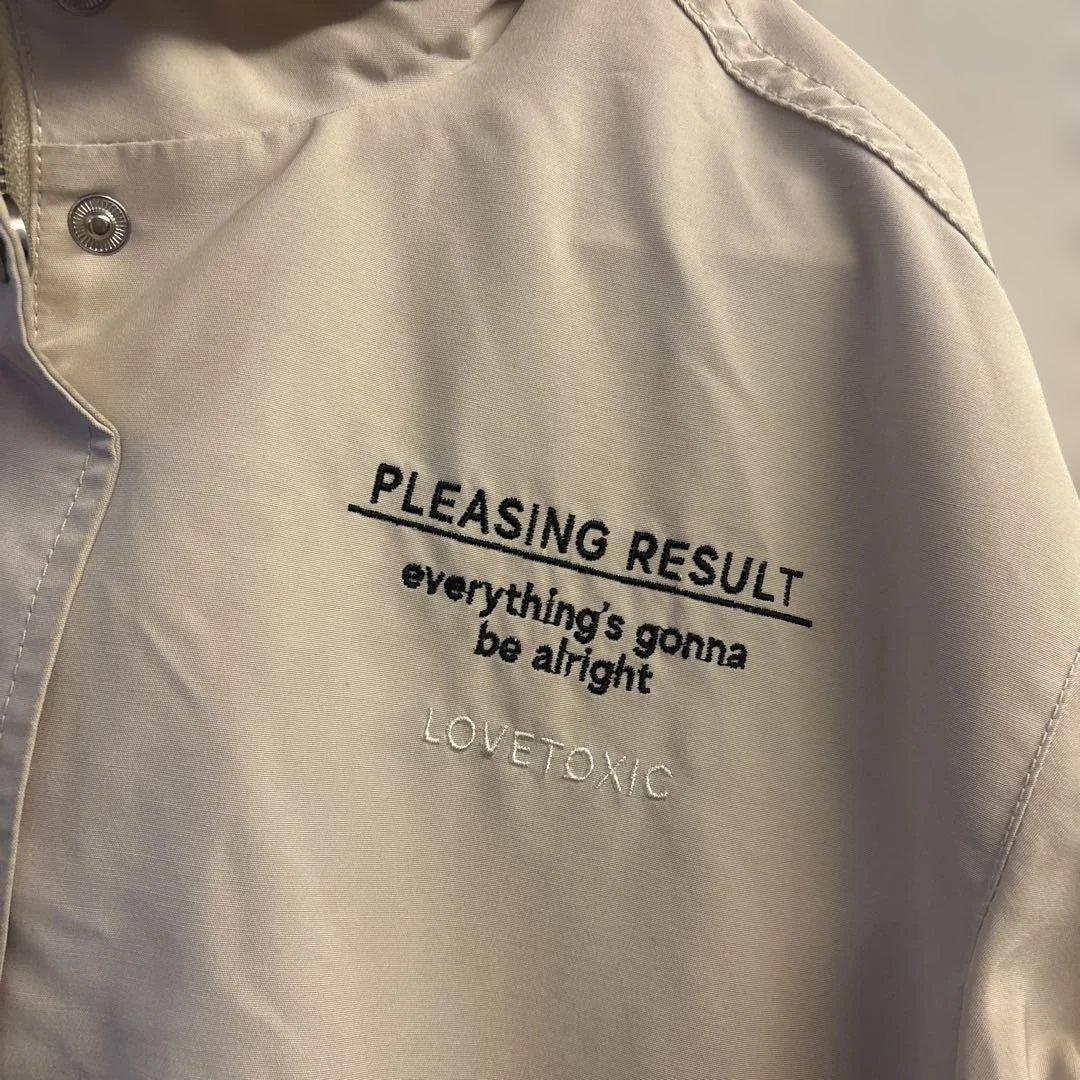 PLEASING RESULT
everything's gonna
be alright
LOVETOXIC